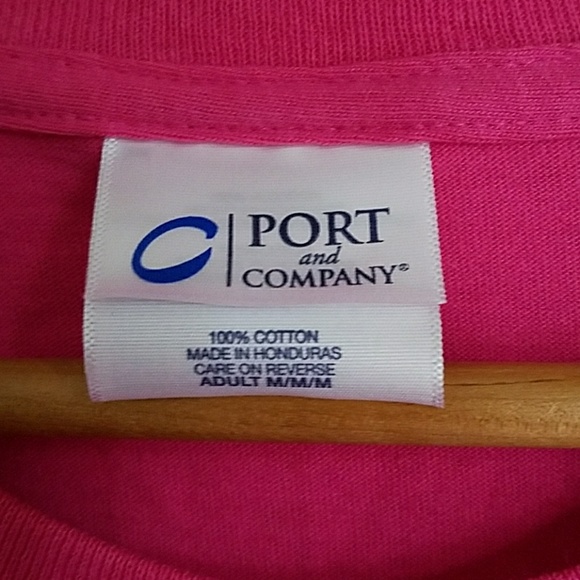 PORT
and
COMPANY®
100% COTTON
MADE IN HONDURAS
CARE ON REVERSE
ADULT M/M/M